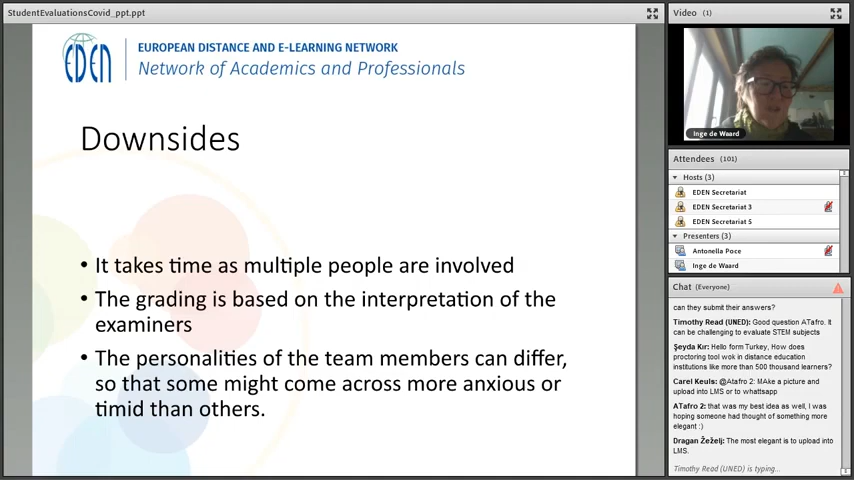 StudentEvaluationsCovid_ppt.ppt
EDEN
EUROPEAN DISTANCE AND E-LEARNING NETWORK
Network of Academics and Professionals
Downsides
• It takes time as multiple people are involved
• The grading is based on the interpretation of the
examiners
• The personalities of the team members can differ,
so that some might come across more anxious or
timid than others.
Video (1)
Inge de Waard
Attendees (101)
Hosts (3)
EDEN Secretariat
EDEN Secretariat 3
EDEN Secretariat 5
Presenters (3)
Antonella Poce
Inge de Waard
Chat (Everyone)
can they submit their answers?
Timothy Read (UNED): Good question ATafro. It
can be challenging to evaluate STEM subjects
Şeyda Kır: Hello form Turkey, How does
proctoring tool wok in distance education
institutions like more than 500 thousand learners?
Carel Keuls: @Atafro 2: MAke a picture and
upload into LMS or to whattsapp
ATafro 2: that was my best idea as well, I was
hoping someone had thought of something more
elegant :)
Dragan Žeželj: The most elegant is to upload into
LMS.
Timothy Read (UNED) is typing...